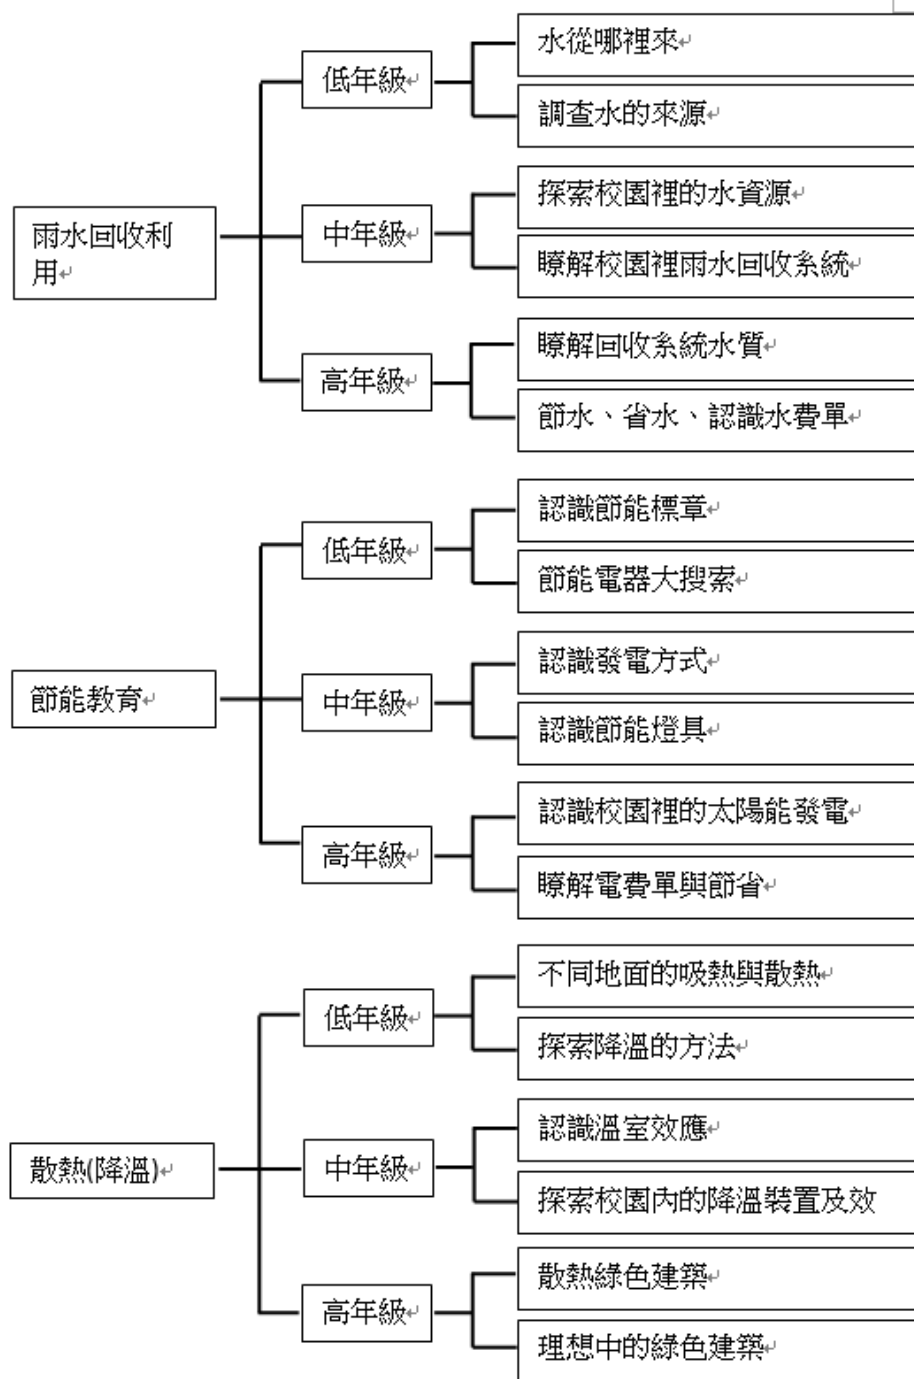 雨水回收利
用
低年級
水從哪裡來
調查水的來源
中年級
探索校園裡的水資源
瞭解校園裡雨水回收系統
高年級
瞭解回收系統水質
節水、省水、認識水費單
節能教育
低年級
認識節能標章
節能電器大搜索
中年級
認識發電方式
認識節能燈具
高年級
認識校園裡的太陽能發電
瞭解電費單與節省
散熱(降溫)
低年級
不同地面的吸熱與散熱
探索降溫的方法
中年級
認識溫室效應
探索校園內的降溫裝置及效
高年級
散熱綠色建築
理想中的綠色建築